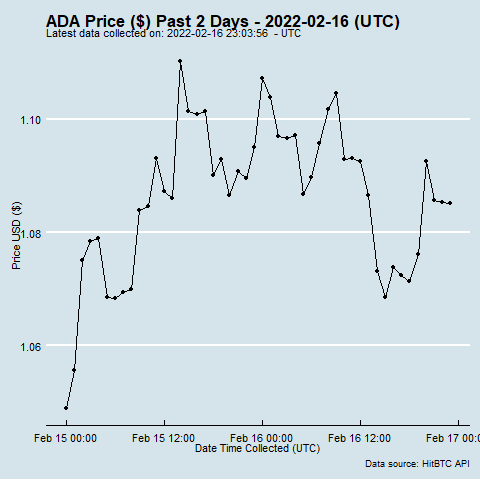 ADA Price ($) Past 2 Days - 2022-02-16 (UTC)
Latest data collected on: 2022-02-16 23:03:56 - UTC
1.10
1.08
1.06
Price USD ($)
Feb 15 00:00 Feb 15 12:00 Feb 16 00:00 Feb 16 12:00 Feb 17 00:0
Date Time Collected (UTC)
Data source: HitBTC API